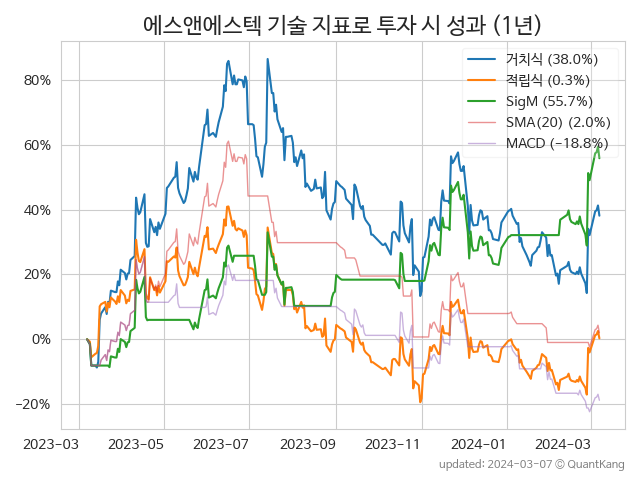 에스앤에스텍 기술 지표로 투자 시 성과 (1년)
거치식 (38.0%)
적립식 (0.3%)
SigM (55.7%)
SMA(20) (2.0%)
MACD (−18.8%)
80%
60%
40%
20%
0%
−20%
2023-03 2023-05 2023-07 2023-09 2023-11 2024-01 2024-03
updated: 2024-03-07 © QuantKang